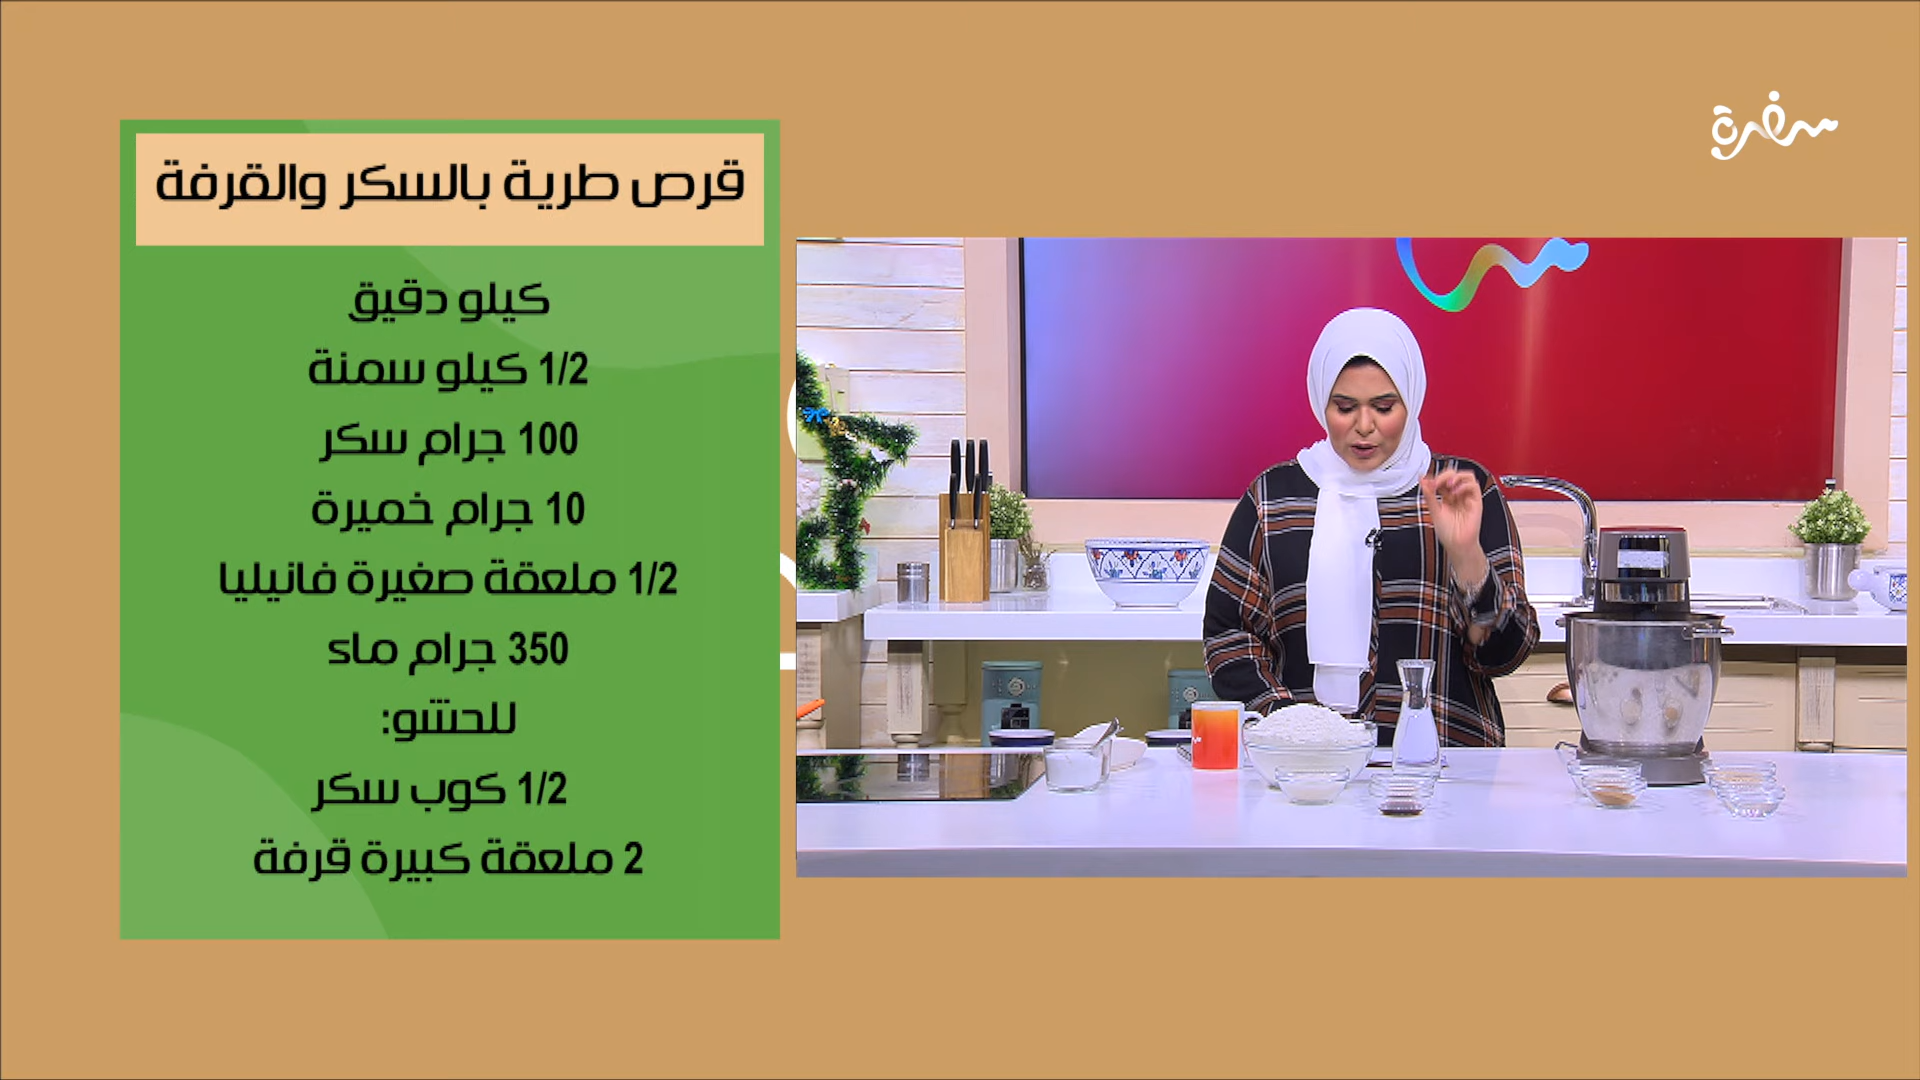 سفرة
قرص طرية بالسكر والقرفة
كيلو دقيق
1/2 كيلو سمنة
100 جرام سكر
10 جرام خميرة
1/2 ملعقة صغيرة فانيليا
350 جرام ماء
للحشو:
1/2 كوب سكر
2 ملعقة كبيرة قرفة